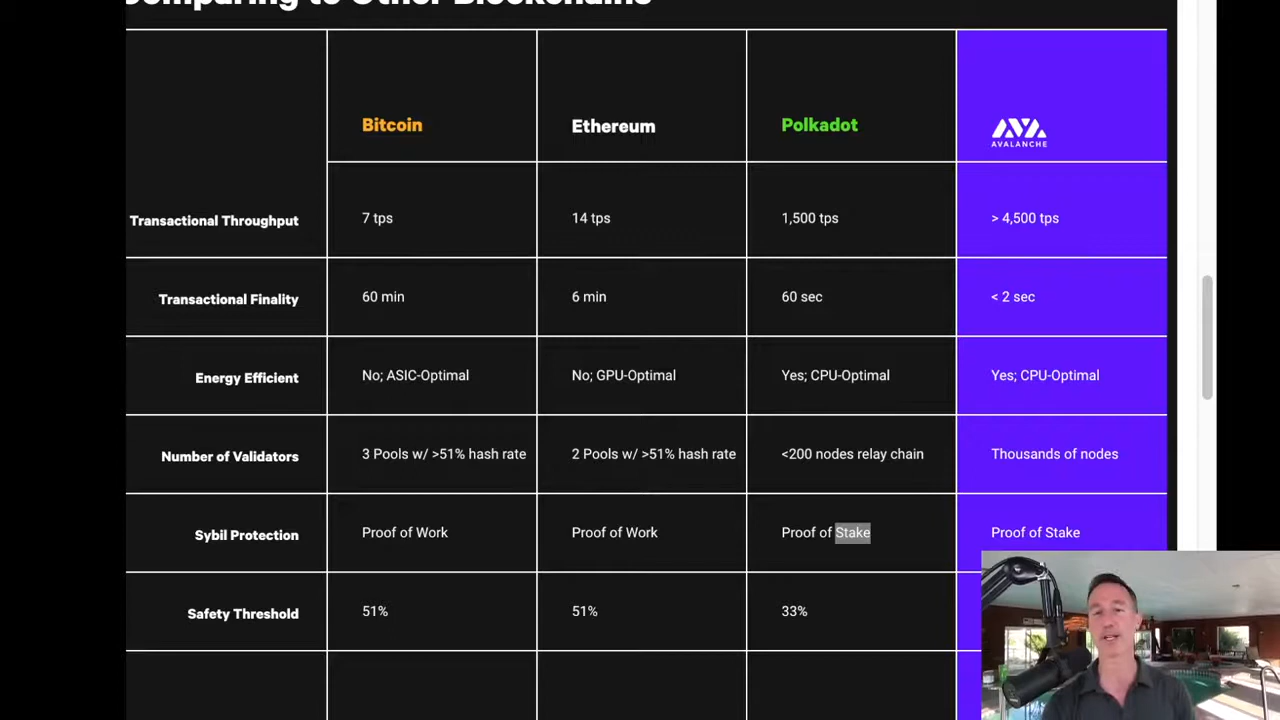 Comparing to Other Blockchains
Bitcoin
Ethereum
Polkadot
AVALANCHE
Transactional Throughput
7 tps
14 tps
1,500 tps
> 4,500 tps
Transactional Finality
60 min
6 min
60 sec
< 2 sec
Energy Efficient
No; ASIC-Optimal
No; GPU-Optimal
Yes; CPU-Optimal
Yes; CPU-Optimal
Number of Validators
3 Pools w/ >51% hash rate
2 Pools w/ >51% hash rate
<200 nodes relay chain
Thousands of nodes
Sybil Protection
Proof of Work
Proof of Work
Proof of Stake
Proof of Stake
Safety Threshold
51%
51%
33%